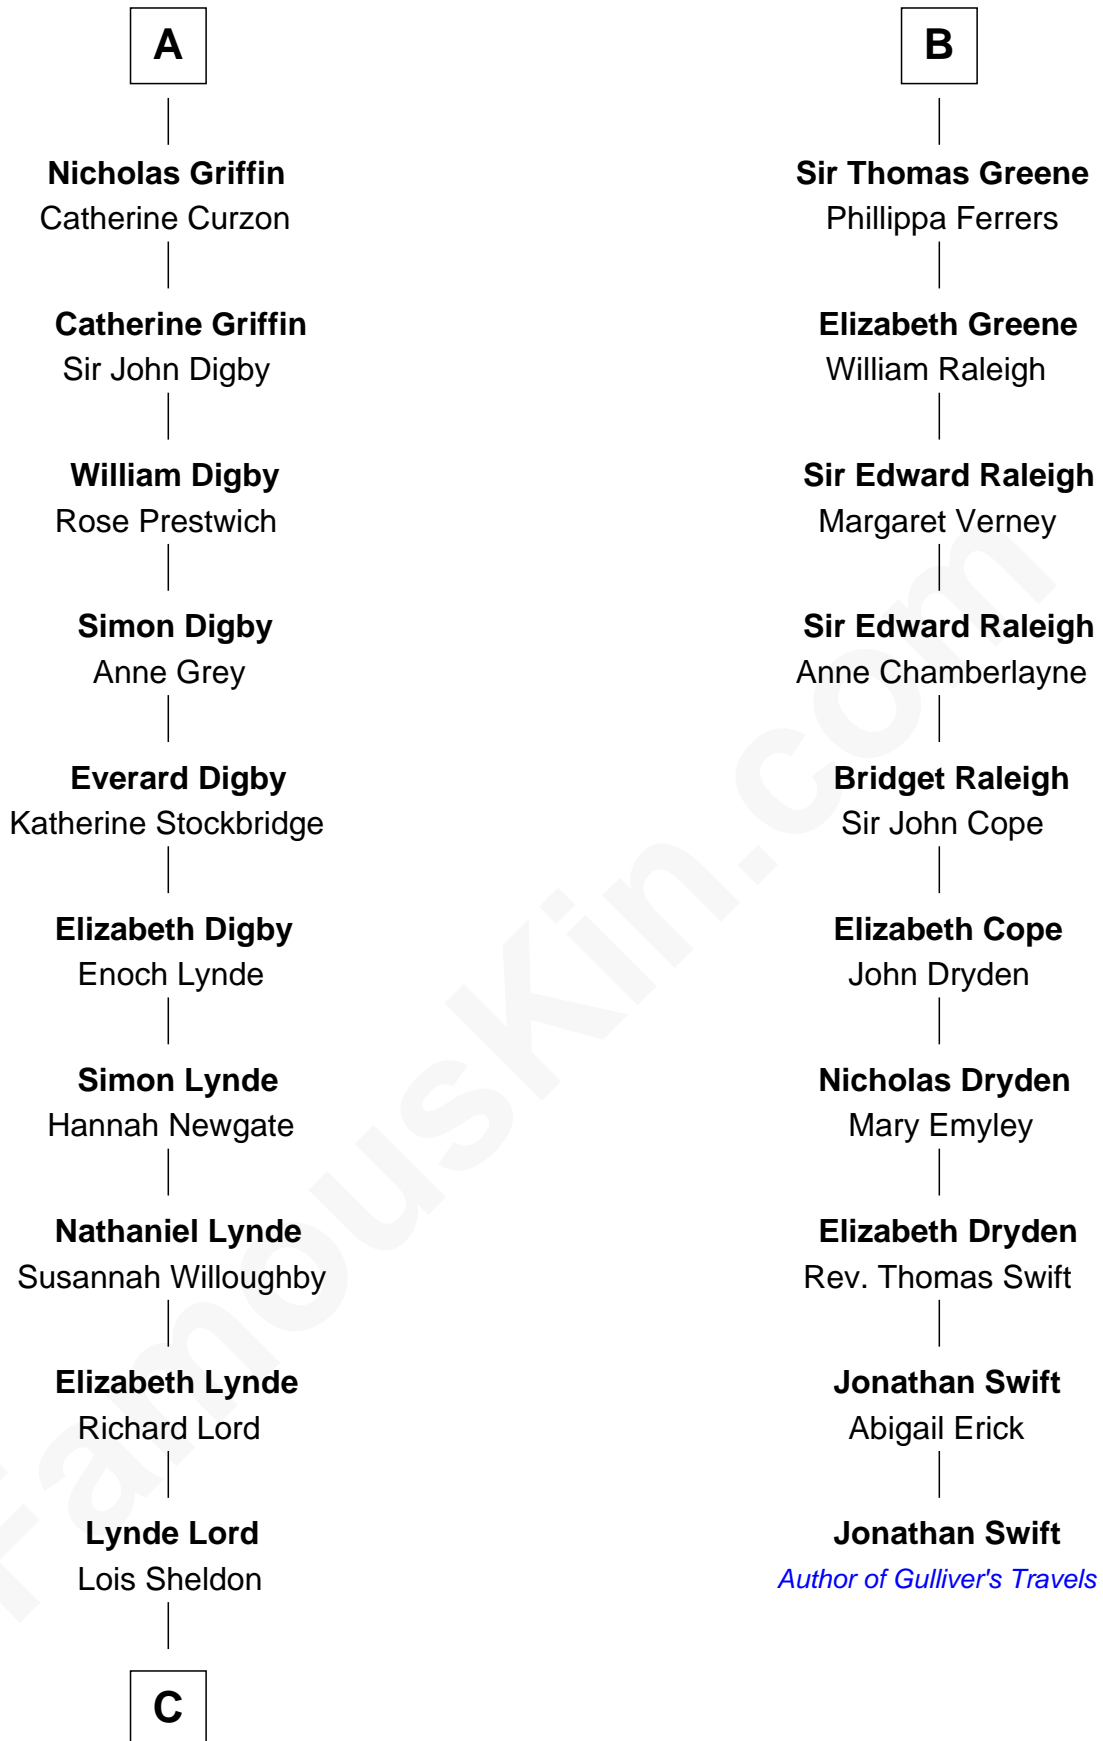 A
Nicholas Griffin
Catherine Curzon
Catherine Griffin
Sir John Digby
William Digby
Rose Prestwich
Simon Digby
Anne Grey
Everard Digby
Katherine Stockbridge
Elizabeth Digby
Enoch Lynde
Simon Lynde
Hannah Newgate
Nathaniel Lynde
Susannah Willoughby
Elizabeth Lynde
Richard Lord
Lynde Lord
Lois Sheldon
C
B
Sir Thomas Greene
Phillippa Ferrers
Elizabeth Greene
William Raleigh
Sir Edward Raleigh
Margaret Verney
Sir Edward Raleigh
Anne Chamberlayne
Bridget Raleigh
Sir John Cope
Elizabeth Cope
John Dryden
Nicholas Dryden
Mary Emyley
Elizabeth Dryden
Rev. Thomas Swift
Jonathan Swift
Abigail Erick
Jonathan Swift
Author of Gulliver's Travels
FamousKin.com